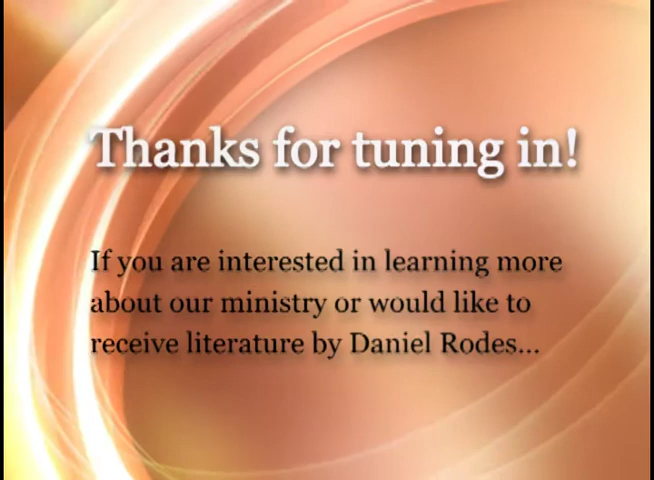 Thanks for tuning in!
If you are interested in learning more
about our ministry or would like to
receive literature by Daniel Rodes...